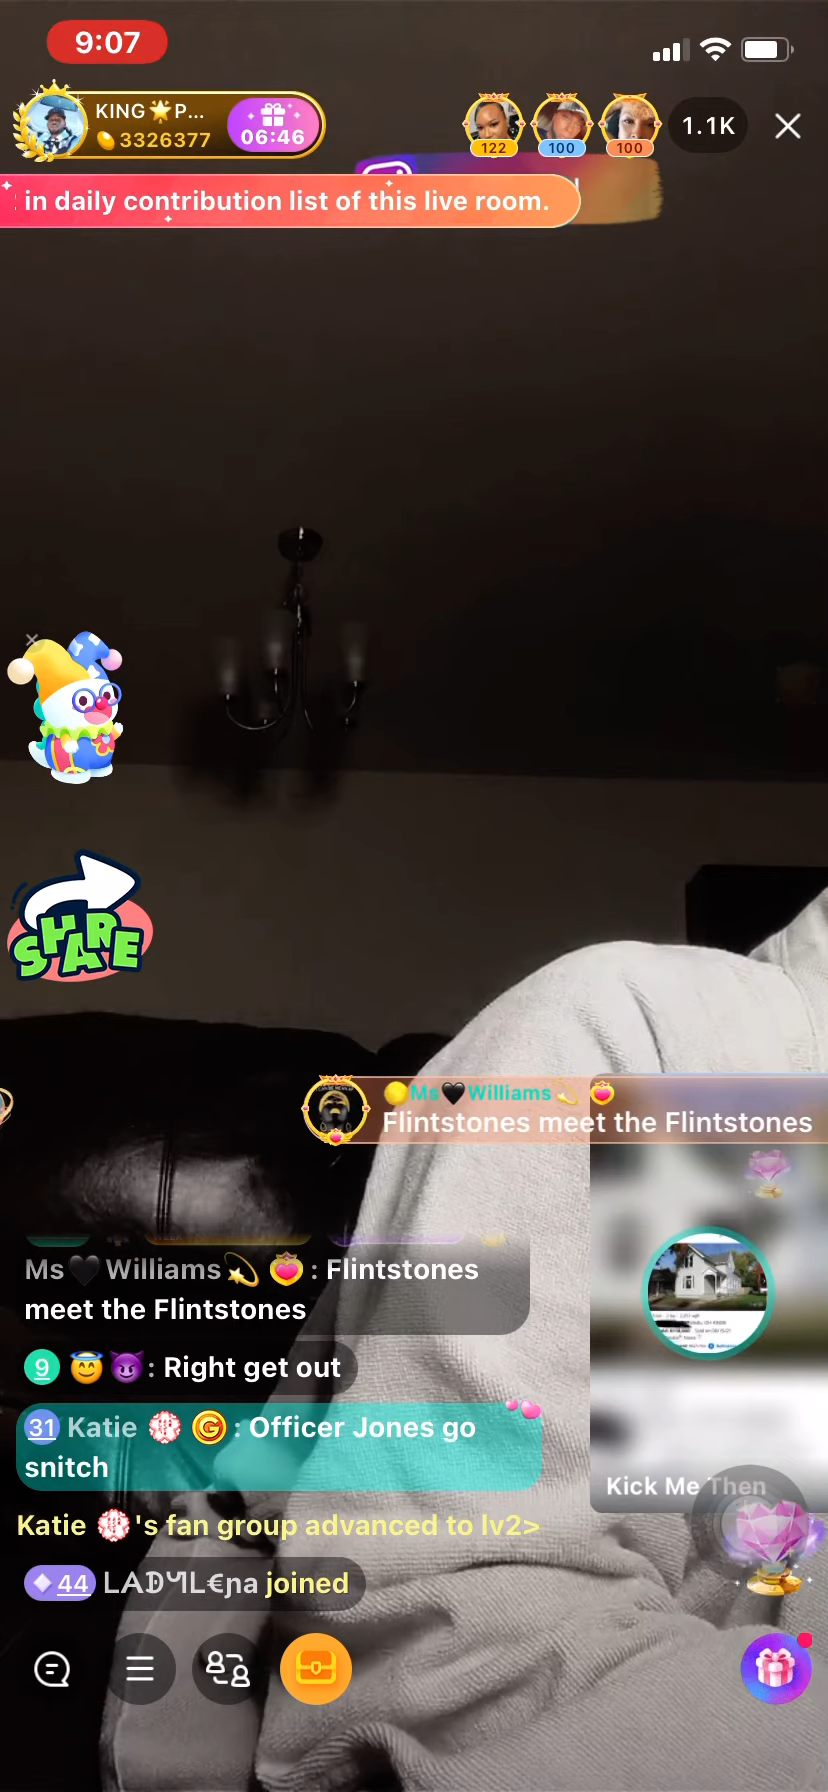 9:07
KING🌟P...
3326377
06:46
122
100
100
1.1K
in daily contribution list of this live room.
SHARE
Ms🖤Williams💫
Flintstones meet the Flintstones
Ms🖤Williams💫 : Flintstones
meet the Flintstones
9 😇😈: Right get out
31 Katie 💮 G : Officer Jones go
snitch
Katie 💮's fan group advanced to lv2>
44 LADYL€ɲa joined
Kick Me Then